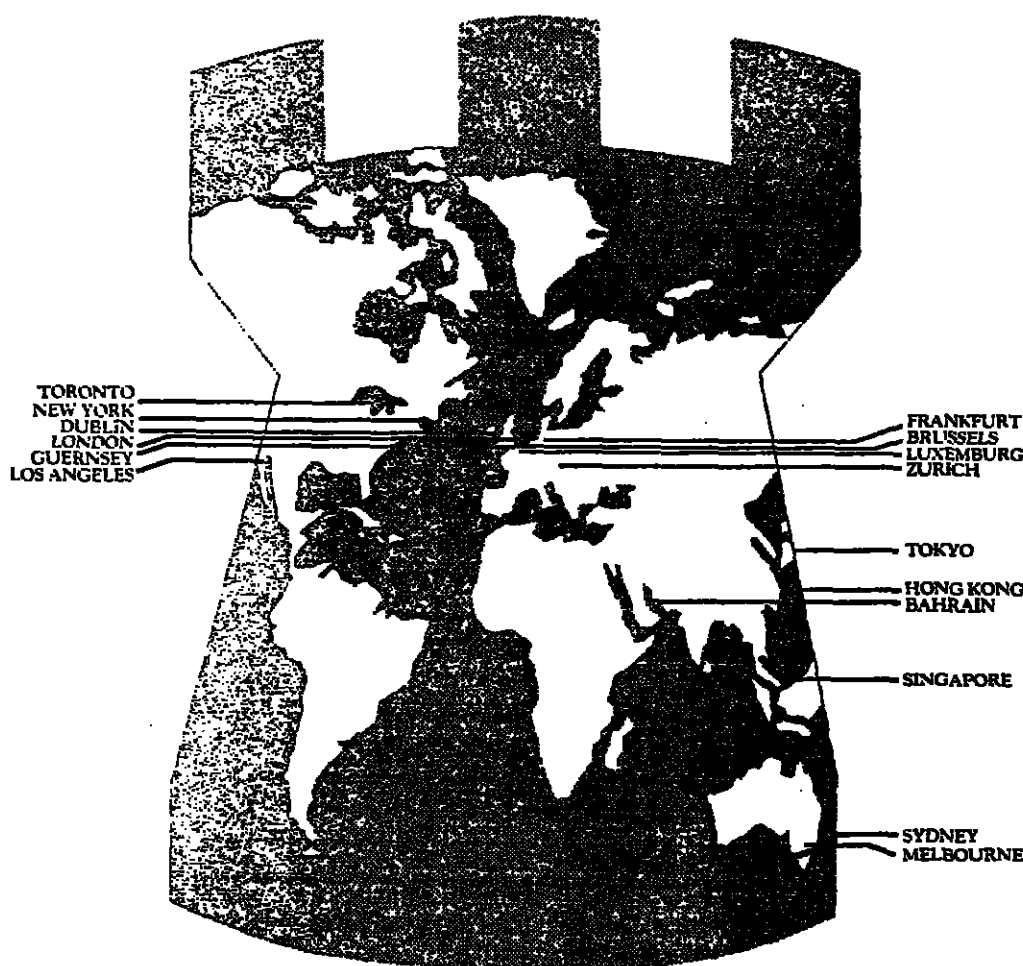 TORONTO
NEW YORK
DUBLIN
LONDON
GUERNSEY
LOS ANGELES
FRANKFURT
BRUSSELS
LUXEMBURG
ZURICH
TOKYO
HONG KONG
BAHRAIN
SINGAPORE
SYDNEY
MELBOURNE